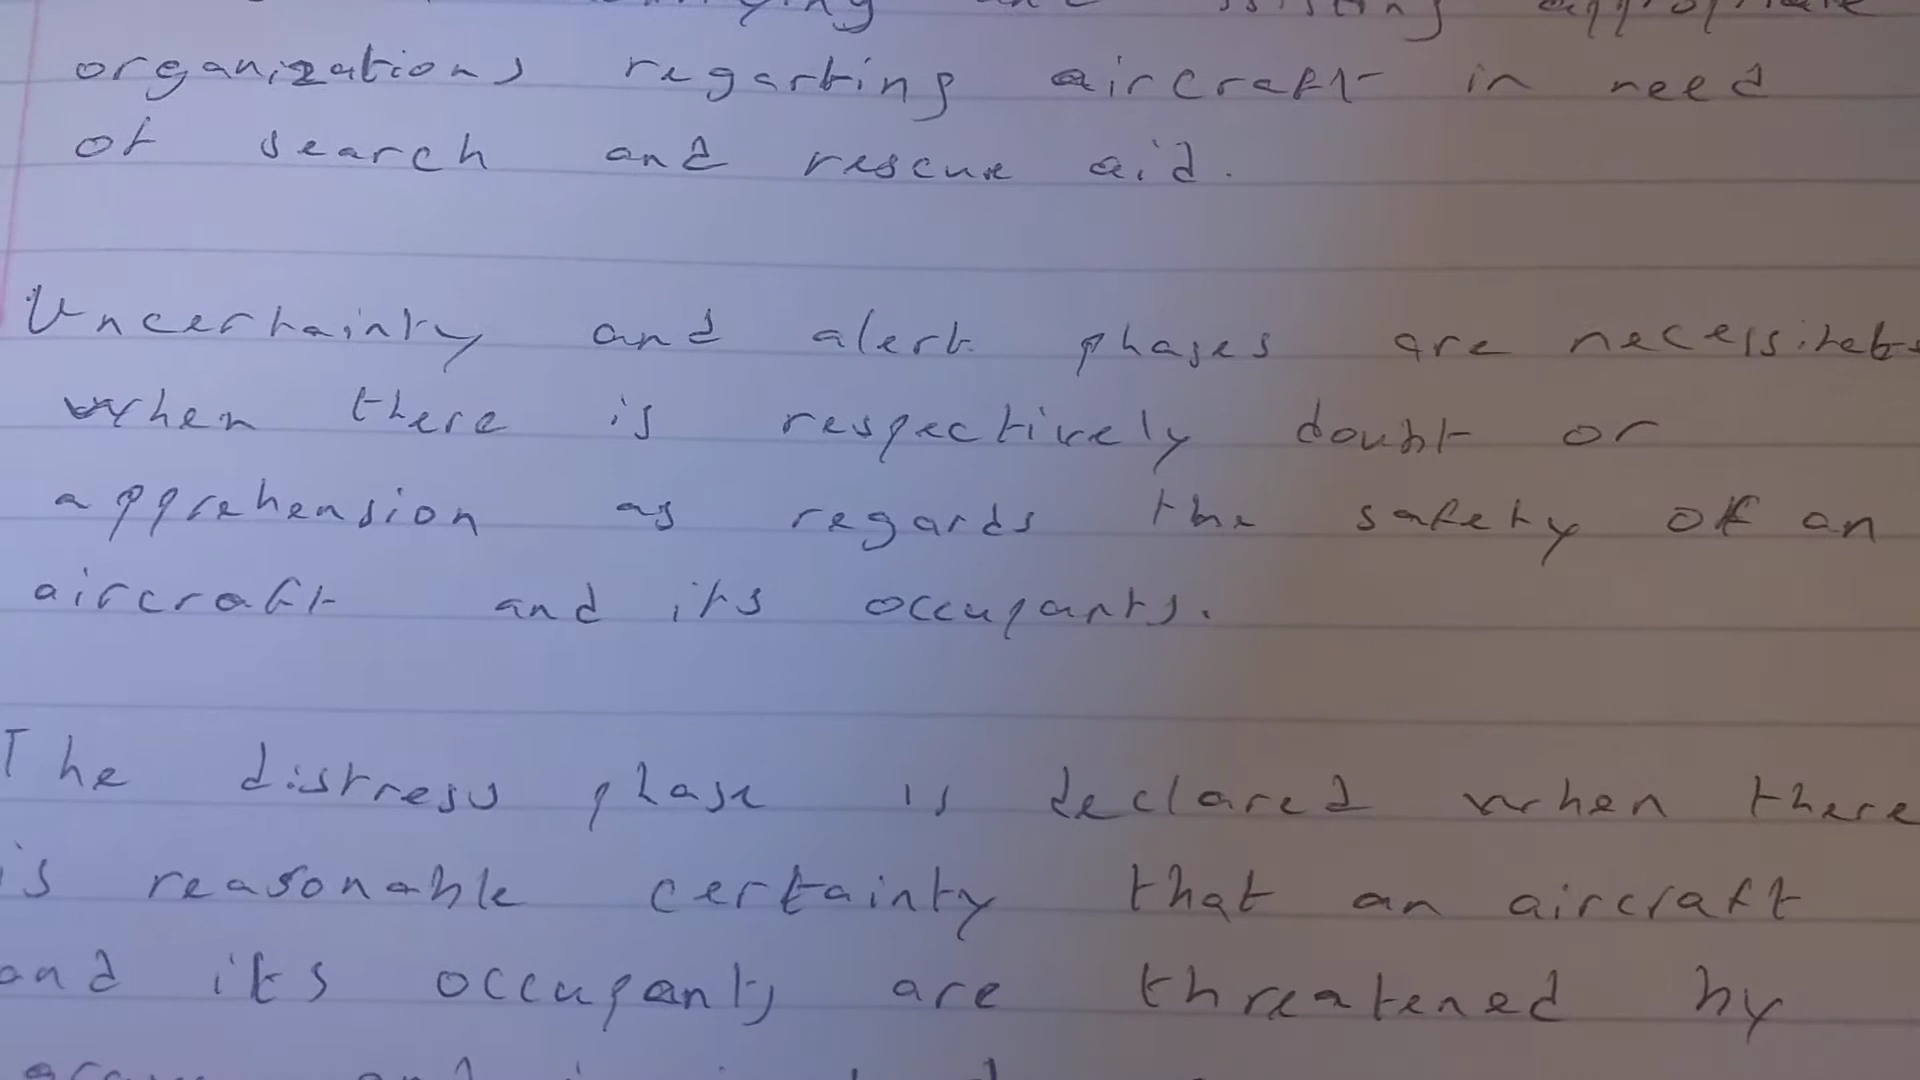 organizations regarding aircraft in need
of search and rescue aid.
Uncertainty and alert phases are
when there is respectively doubt or
apprehension as regards the safety of an
aircraft and its occupants.
The distress phase is declared when there
is reasonable certainty that an aircraft
and its occupants are threatened by